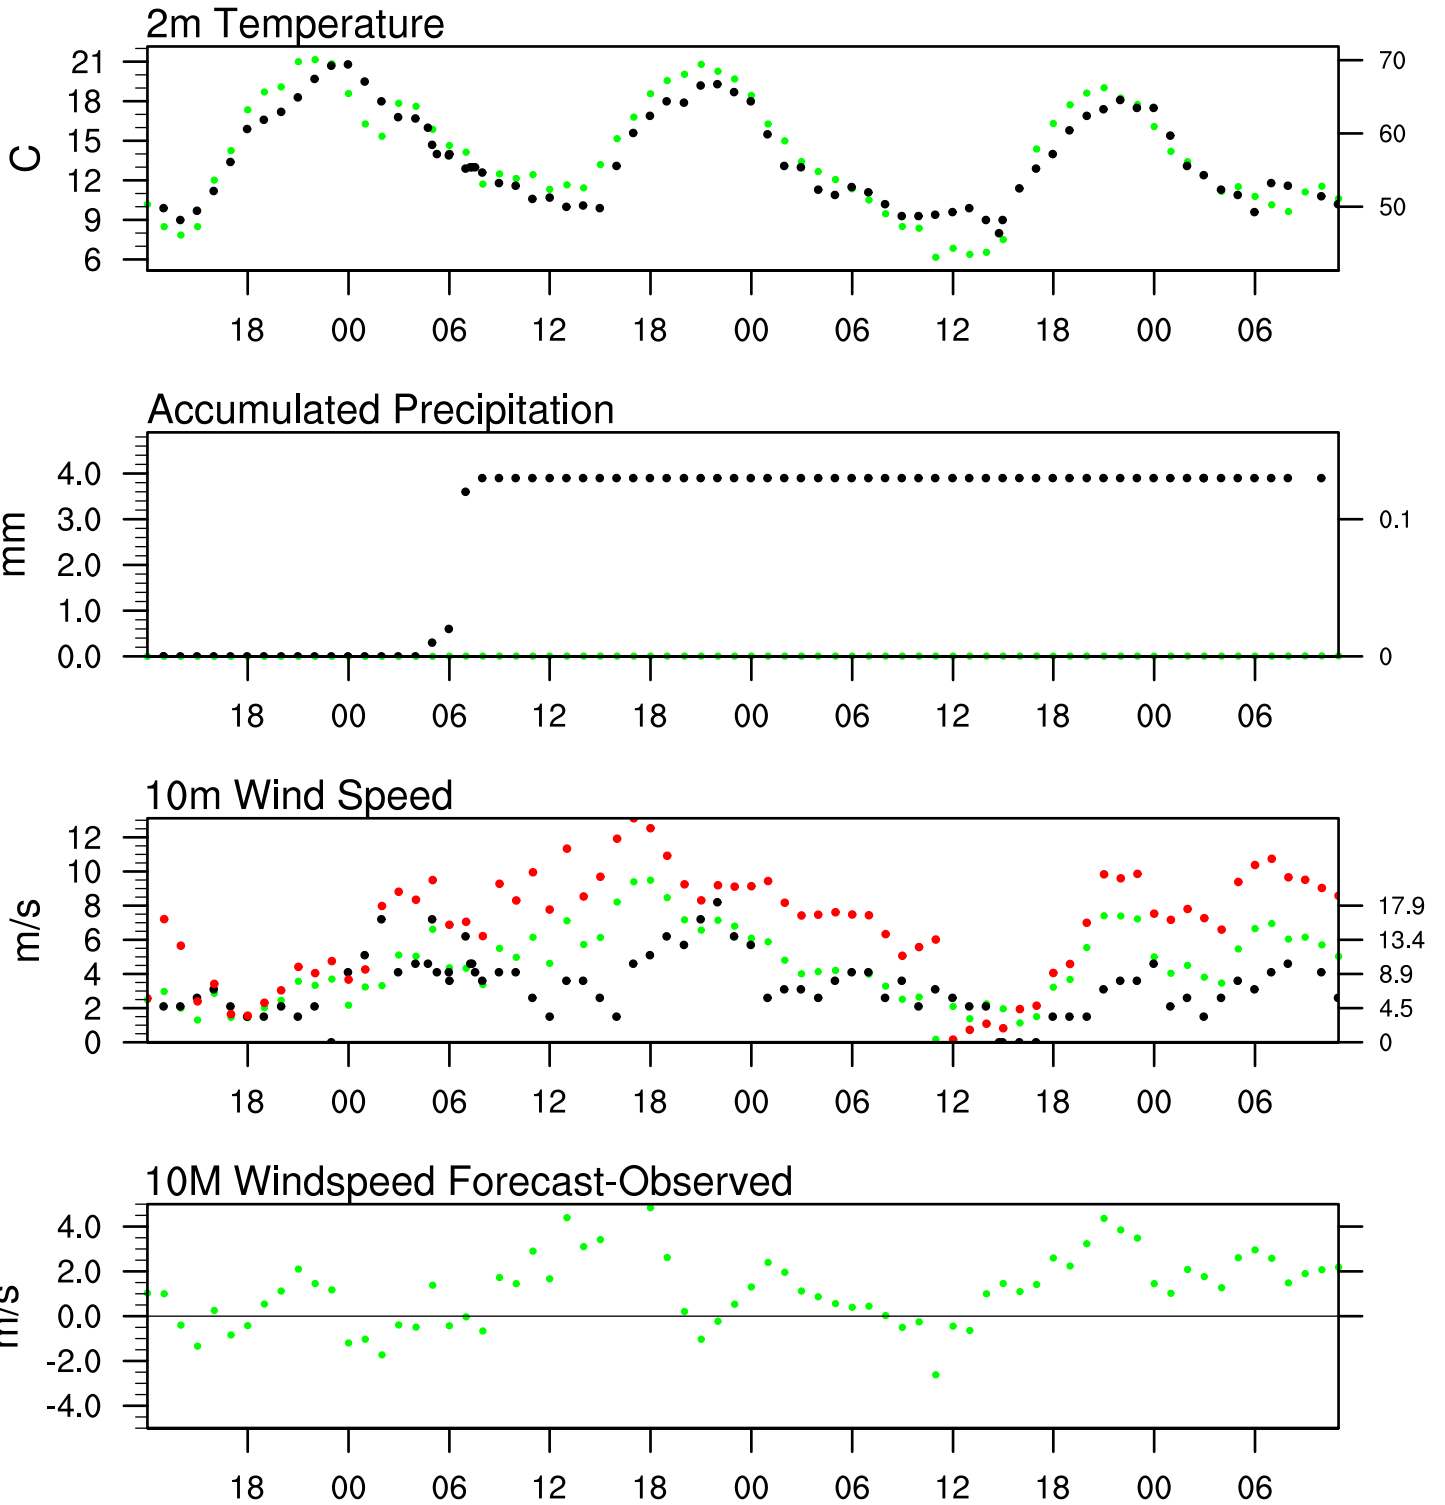 2m Temperature
C
21
18
15
12
9
6
70
60
50
18 00 06 12 18 00 06 12 18 00 06
Accumulated Precipitation
mm
4.0
3.0
2.0
1.0
0.0
0.1
0
18 00 06 12 18 00 06 12 18 00 06
10m Wind Speed
m/s
12
10
8
6
4
2
0
17.9
13.4
8.9
4.5
0
18 00 06 12 18 00 06 12 18 00 06
10M Windspeed Forecast-Observed
m/s
4.0
2.0
0.0
-2.0
-4.0
18 00 06 12 18 00 06 12 18 00 06